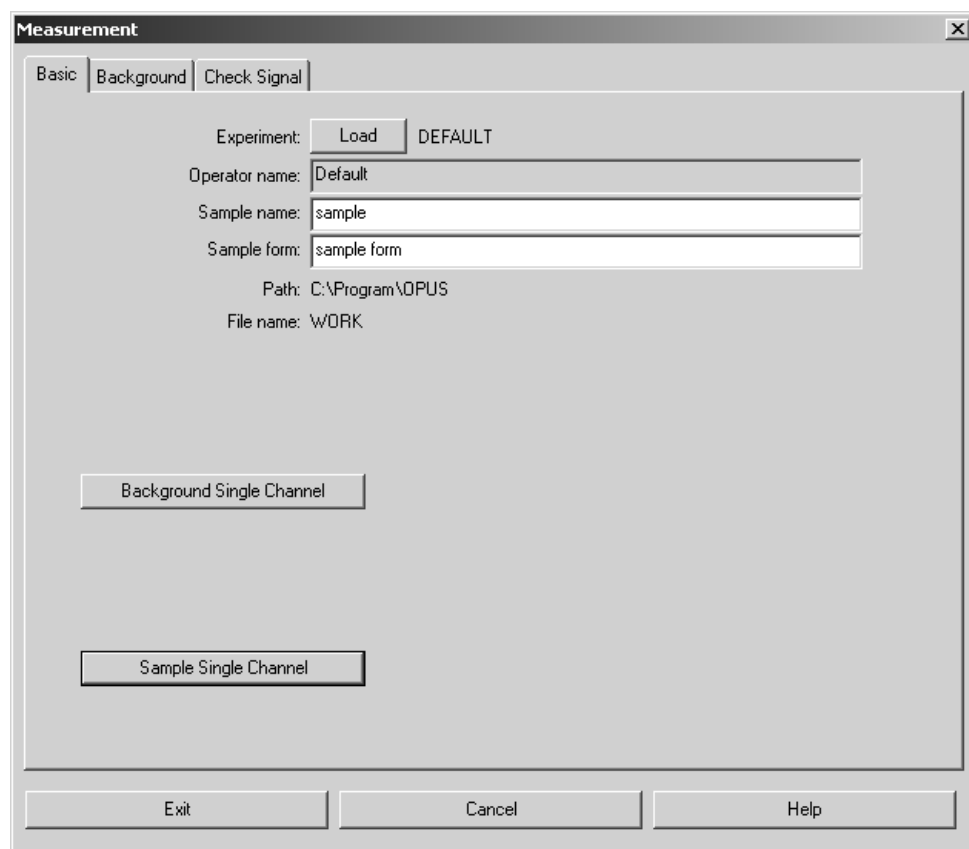 Measurement
Basic Background Check Signal
Experiment: Load DEFAULT
Operator name: Default
Sample name: sample
Sample form: sample form
Path: C:\Program\OPUS
File name: WORK
Background Single Channel
Sample Single Channel
Exit Cancel Help